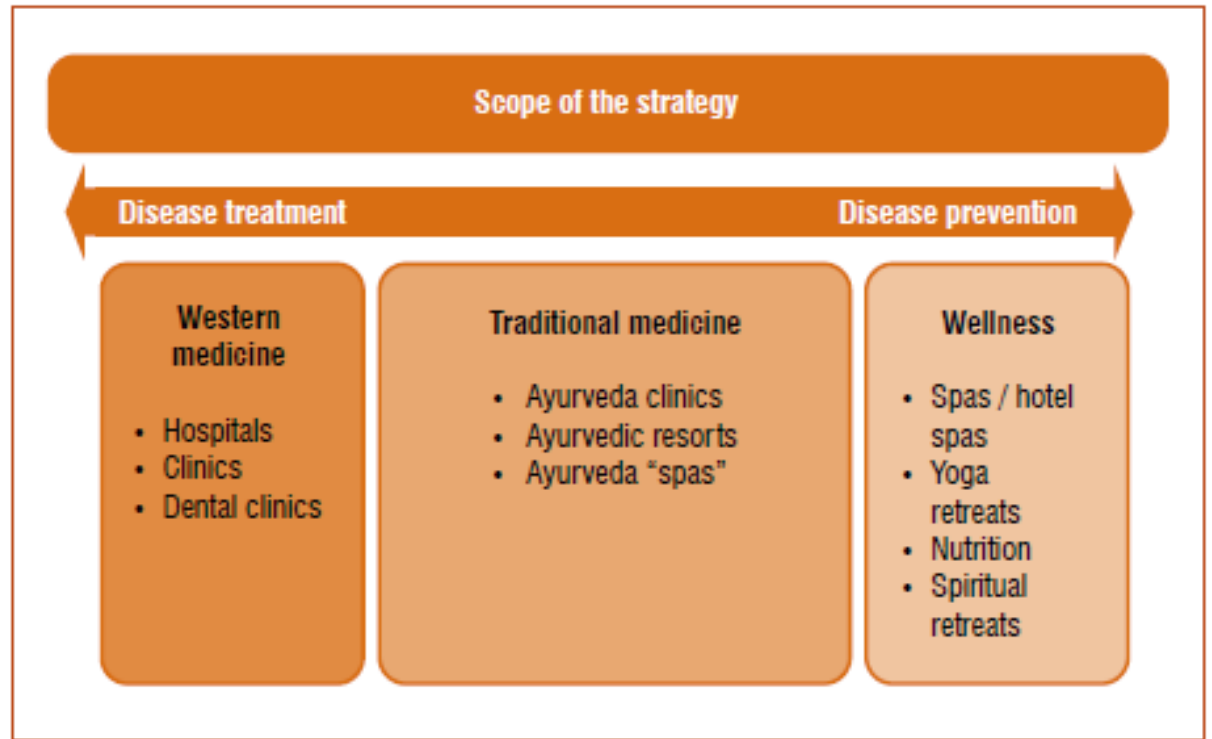 Scope of the strategy
Disease treatment
Disease prevention
Western
medicine
• Hospitals
• Clinics
• Dental clinics
Traditional medicine
• Ayurveda clinics
• Ayurvedic resorts
• Ayurveda “spas”
Wellness
• Spas / hotel
spas
• Yoga
retreats
• Nutrition
• Spiritual
retreats